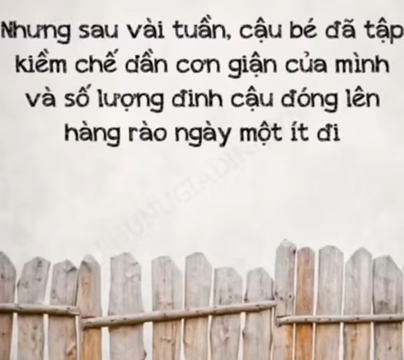 Nhưng sau vài tuần, cậu bé đã tập
kiềm chế dần cơn giận của mình
và số lượng đinh cậu đóng lên
hàng rào ngày một ít đi